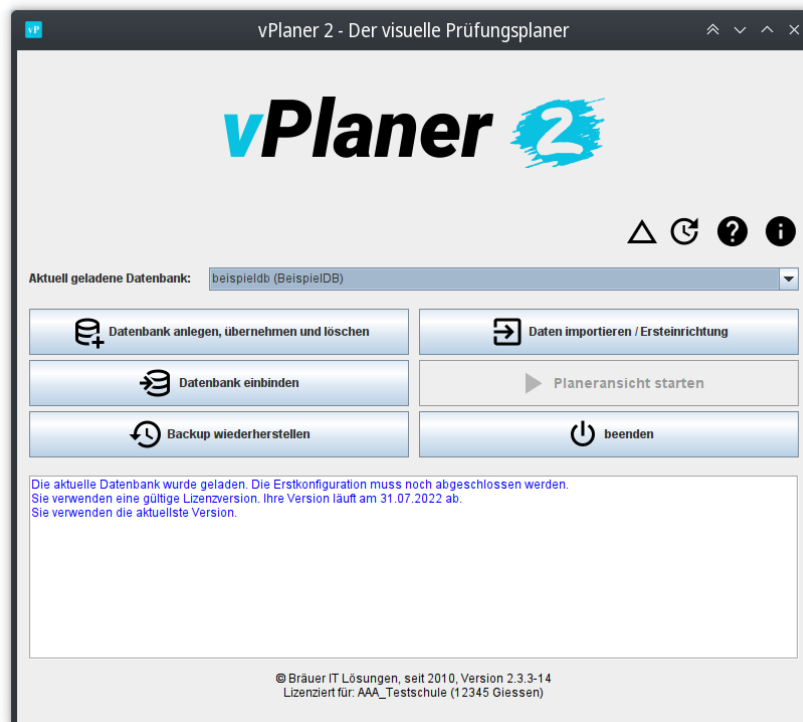 vP
vPlaner 2 - Der visuelle Prüfungsplaner
vPlaner 2
Aktuell geladene Datenbank:
beispieldb (BeispielDB)
Datenbank anlegen, übernehmen und löschen
Daten importieren / Ersteinrichtung
Datenbank einbinden
Planeransicht starten
Backup wiederherstellen
beenden
Die aktuelle Datenbank wurde geladen. Die Erstkonfiguration muss noch abgeschlossen werden.
Sie verwenden eine gültige Lizenzversion. Ihre Version läuft am 31.07.2022 ab.
Sie verwenden die aktuellste Version.
© Bräuer IT Lösungen, seit 2010, Version 2.3.3-14
Lizenziert für: AAA_Testschule (12345 Giessen)